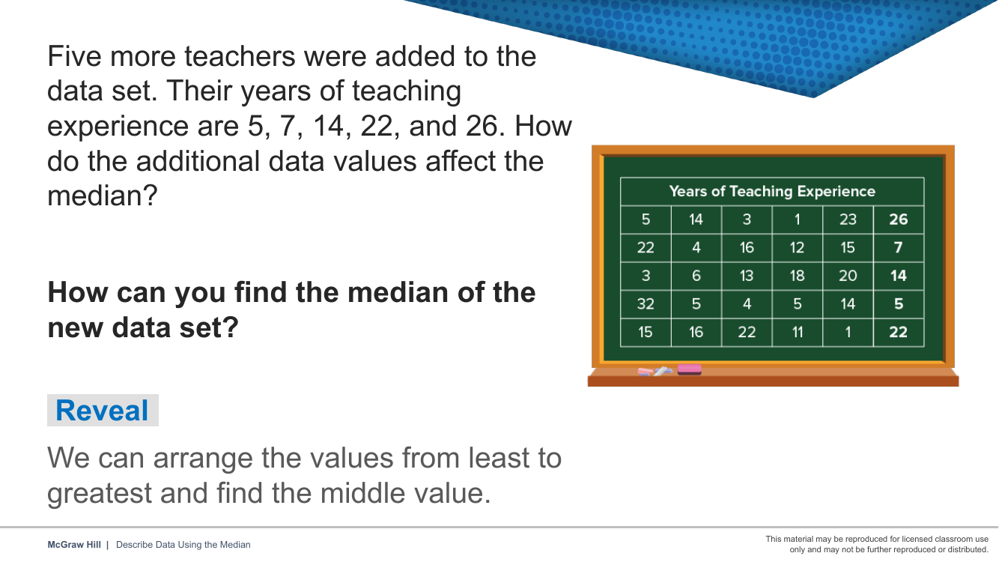 Five more teachers were added to the
data set. Their years of teaching
experience are 5, 7, 14, 22, and 26. How
do the additional data values affect the
median?
How can you find the median of the
new data set?
Reveal
We can arrange the values from least to
greatest and find the middle value.
Years of Teaching Experience
5 14 3 1 23 26
22 4 16 12 15 7
3 6 13 18 20 14
32 5 4 5 14 5
15 16 22 11 1 22
McGraw Hill | Describe Data Using the Median
This material may be reproduced for licensed classroom use
only and may not be further reproduced or distributed.